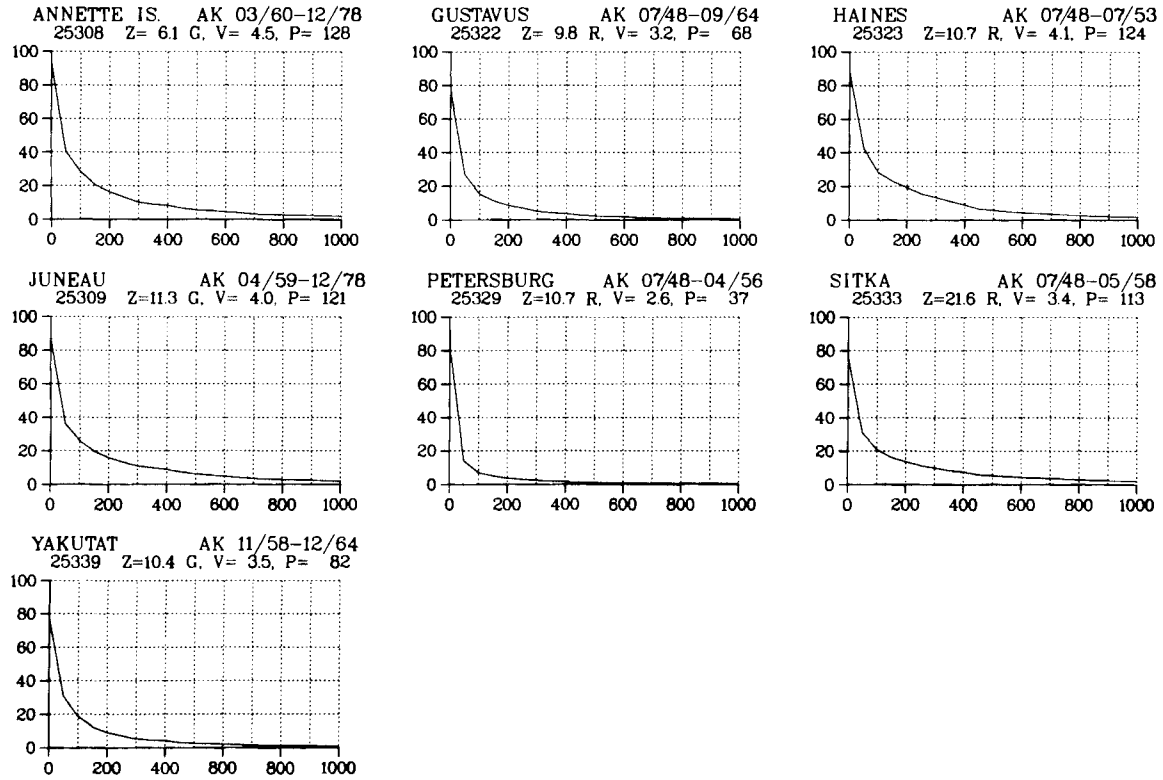 ANNETTE IS. AK 03/60-12/78
25308 Z= 6.1 G, V= 4.5, P= 128
100
80
60
40
20
0
0 200 400 600 800 1000
GUSTAVUS AK 07/48-09/64
25322 Z= 9.8 R, V= 3.2, P= 68
100
80
60
40
20
0
0 200 400 600 800 1000
HAINES AK 07/48-07/53
25323 Z=10.7 R, V= 4.1, P= 124
100
80
60
40
20
0
0 200 400 600 800 1000
JUNEAU AK 04/59-12/78
25309 Z=11.3 G, V= 4.0, P= 121
100
80
60
40
20
0
0 200 400 600 800 1000
PETERSBURG AK 07/48-04/56
25329 Z=10.7 R, V= 2.6, P= 37
100
80
60
40
20
0
0 200 400 600 800 1000
SITKA AK 07/48-05/58
25333 Z=21.6 R, V= 3.4, P= 113
100
80
60
40
20
0
0 200 400 600 800 1000
YAKUTAT AK 11/58-12/64
25339 Z=10.4 G, V= 3.5, P= 82
100
80
60
40
20
0
0 200 400 600 800 1000